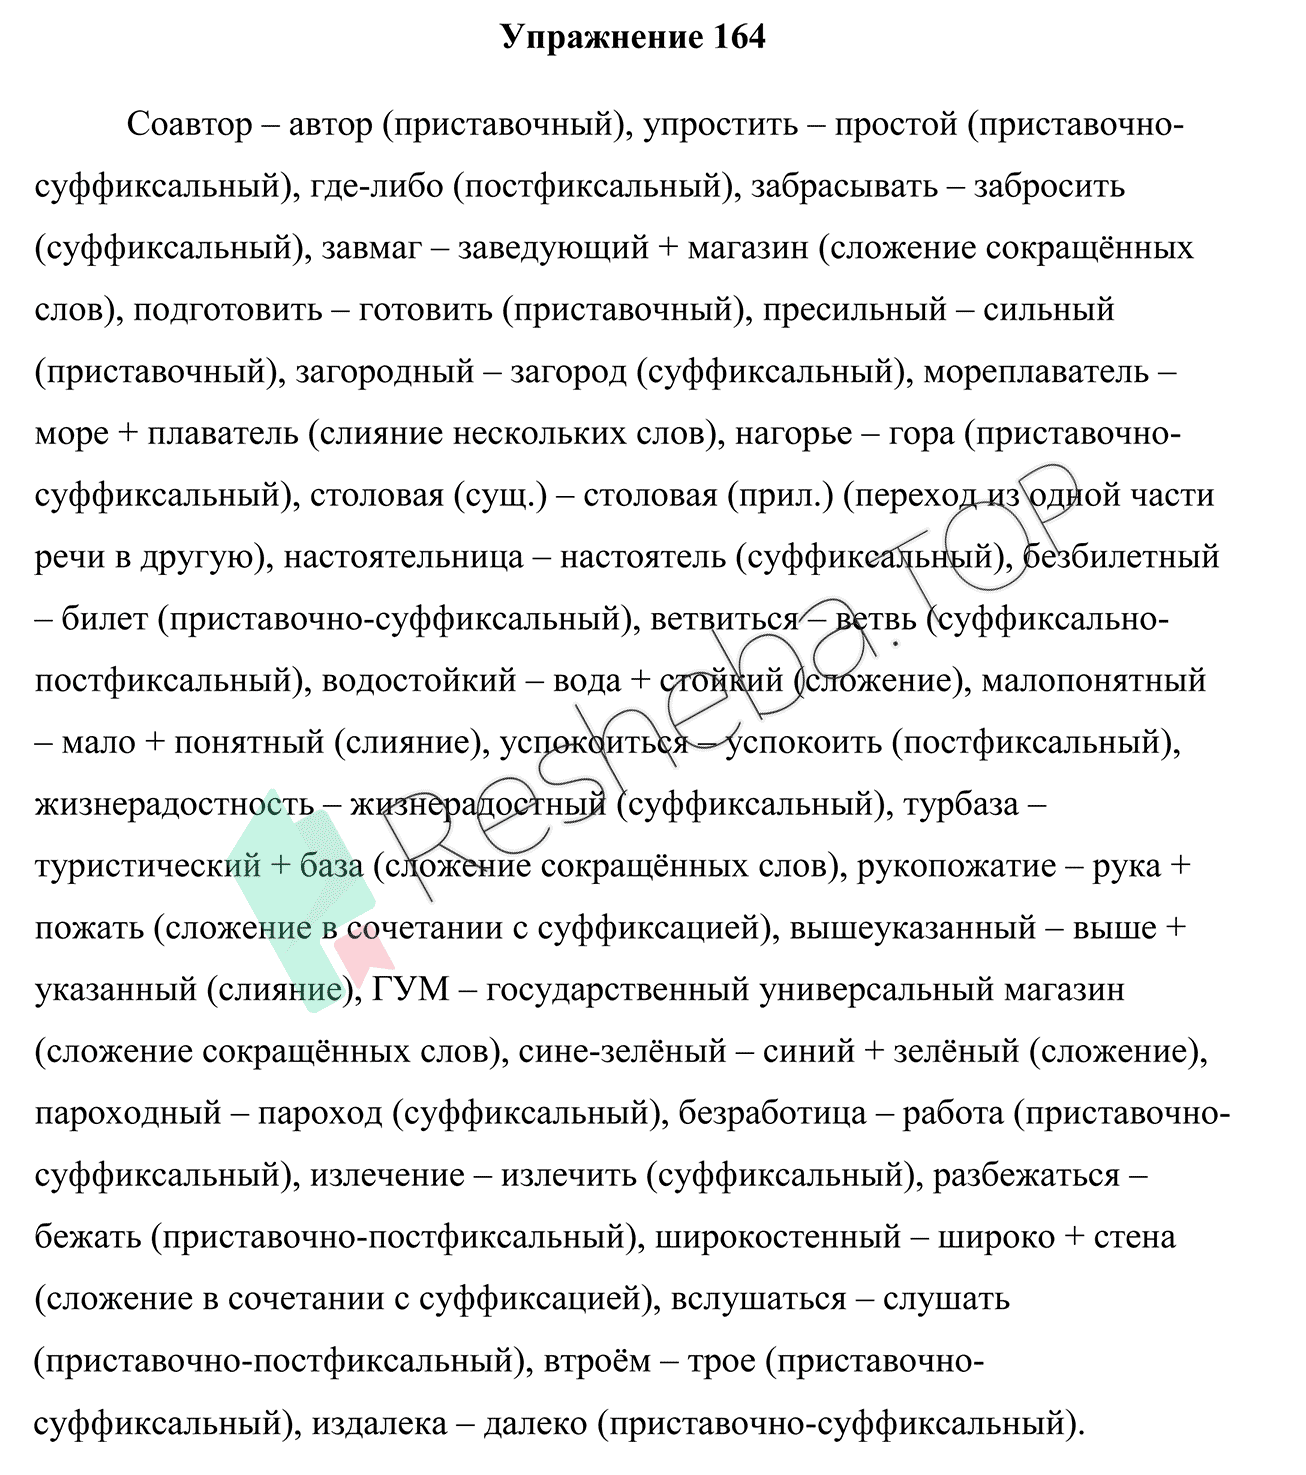 Упражнение 164
Соавтор – автор (приставочный), упростить – простой (приставочно-
суффиксальный), где-либо (постфиксальный), забрасывать – забросить
(суффиксальный), завмаг – заведующий + магазин (сложение сокращённых
слов), подготовить – готовить (приставочный), пресильный – сильный
(приставочный), загородный – загород (суффиксальный), мореплаватель –
море + плаватель (слияние нескольких слов), нагорье – гора (приставочно-
суффиксальный), столовая (сущ.) – столовая (прил.) (переход из одной части
речи в другую), настоятельница – настоятель (суффиксальный), безбилетный
– билет (приставочно-суффиксальный), ветвиться – ветвь (суффиксально-
постфиксальный), водостойкий – вода + стойкий (сложение), малопонятный
– мало + понятный (слияние), успокоиться – успокоить (постфиксальный),
жизнерадостность – жизнерадостный (суффиксальный), турбаза –
туристический + база (сложение сокращённых слов), рукопожатие – рука +
пожать (сложение в сочетании с суффиксацией), вышеуказанный – выше +
указанный (слияние), ГУМ – государственный универсальный магазин
(сложение сокращённых слов), сине-зелёный – синий + зелёный (сложение),
пароходный – пароход (суффиксальный), безработица – работа (приставочно-
суффиксальный), излечение – излечить (суффиксальный), разбежаться –
бежать (приставочно-постфиксальный), широкостенный – широко + стена
(сложение в сочетании с суффиксацией), вслушаться – слушать
(приставочно-постфиксальный), втроём – трое (приставочно-
суффиксальный), издалека – далеко (приставочно-суффиксальный).
Resheba.TOP